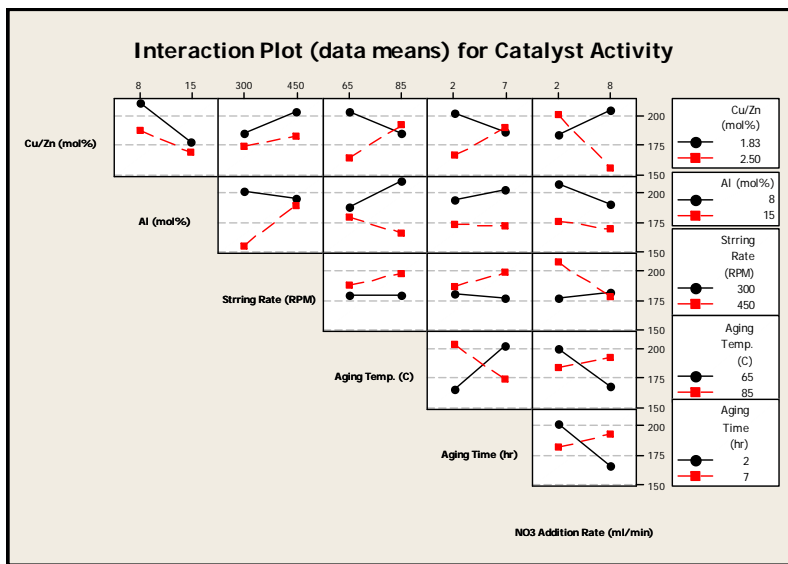 Interaction Plot (data means) for Catalyst Activity
8 15 300 450 65 85 2 7 2 8
Cu/Zn (mol%)
200
175
150
Cu/Zn
(mol%)
1.83
2.50
Al (mol%)
200
175
150
Al (mol%)
8
15
Strring Rate (RPM)
200
175
150
Strring
Rate
(RPM)
300
450
Aging Temp. (C)
200
175
150
Aging
Temp.
(C)
65
85
Aging Time (hr)
200
175
150
Aging
Time
(hr)
2
7
NO3 Addition Rate (ml/min)